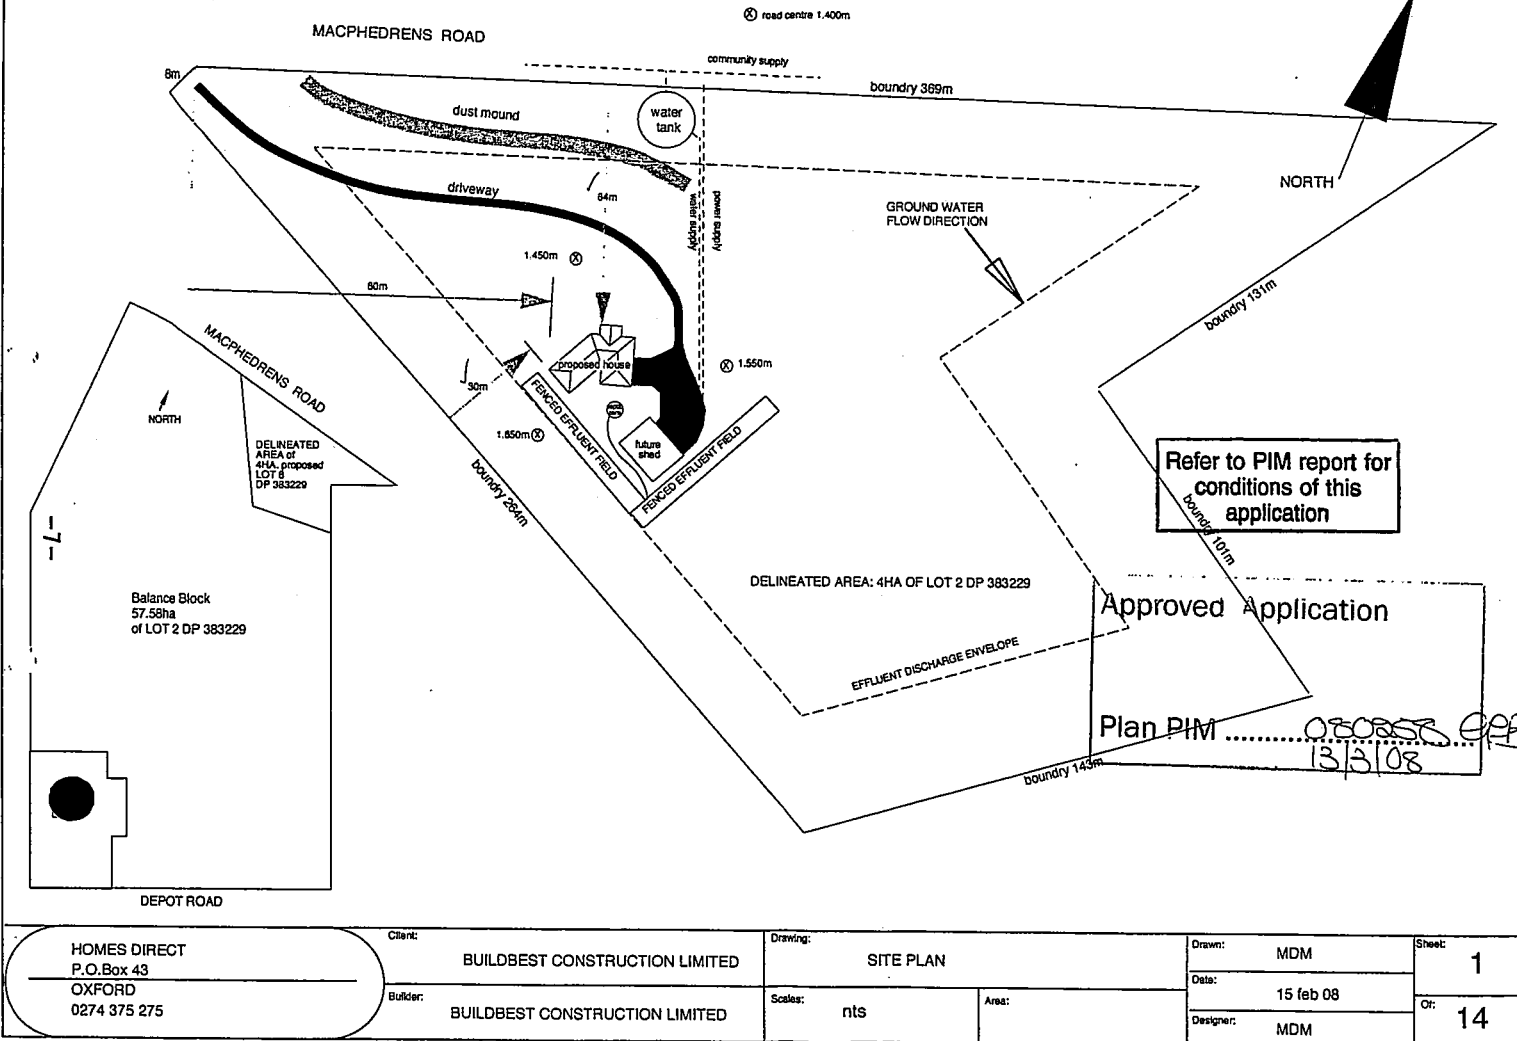 road centre 1.400m
MACPHEDRENS ROAD
community supply
8m
boundry 369m
dust mound
water
tank
driveway
64m
water supply
power supply
NORTH
GROUND WATER
FLOW DIRECTION
1.450m
60m
boundry 131m
MACPHEDRENS ROAD
proposed house
1.550m
30m
FENCED EFFLUENT FIELD
NORTH
1.650m
future
shed
FENCED EFFLUENT FIELD
DELINEATED
AREA of
4HA. proposed
LOT 6
DP 383229
boundry 264m
Refer to PIM report for
conditions of this
application
boundry 101m
-7-
DELINEATED AREA: 4HA OF LOT 2 DP 383229
Approved Application
Balance Block
57.58ha
of LOT 2 DP 383229
EFFLUENT DISCHARGE ENVELOPE
Plan PIM ........ 080258
13/3/08
boundry 143m
DEPOT ROAD
HOMES DIRECT
P.O.Box 43
OXFORD
0274 375 275
Client:
BUILDBEST CONSTRUCTION LIMITED
Builder:
BUILDBEST CONSTRUCTION LIMITED
Drawing:
SITE PLAN
Scales:
nts
Area:
Drawn:
MDM
Date:
15 feb 08
Designer:
MDM
Sheet:
1
Of:
14